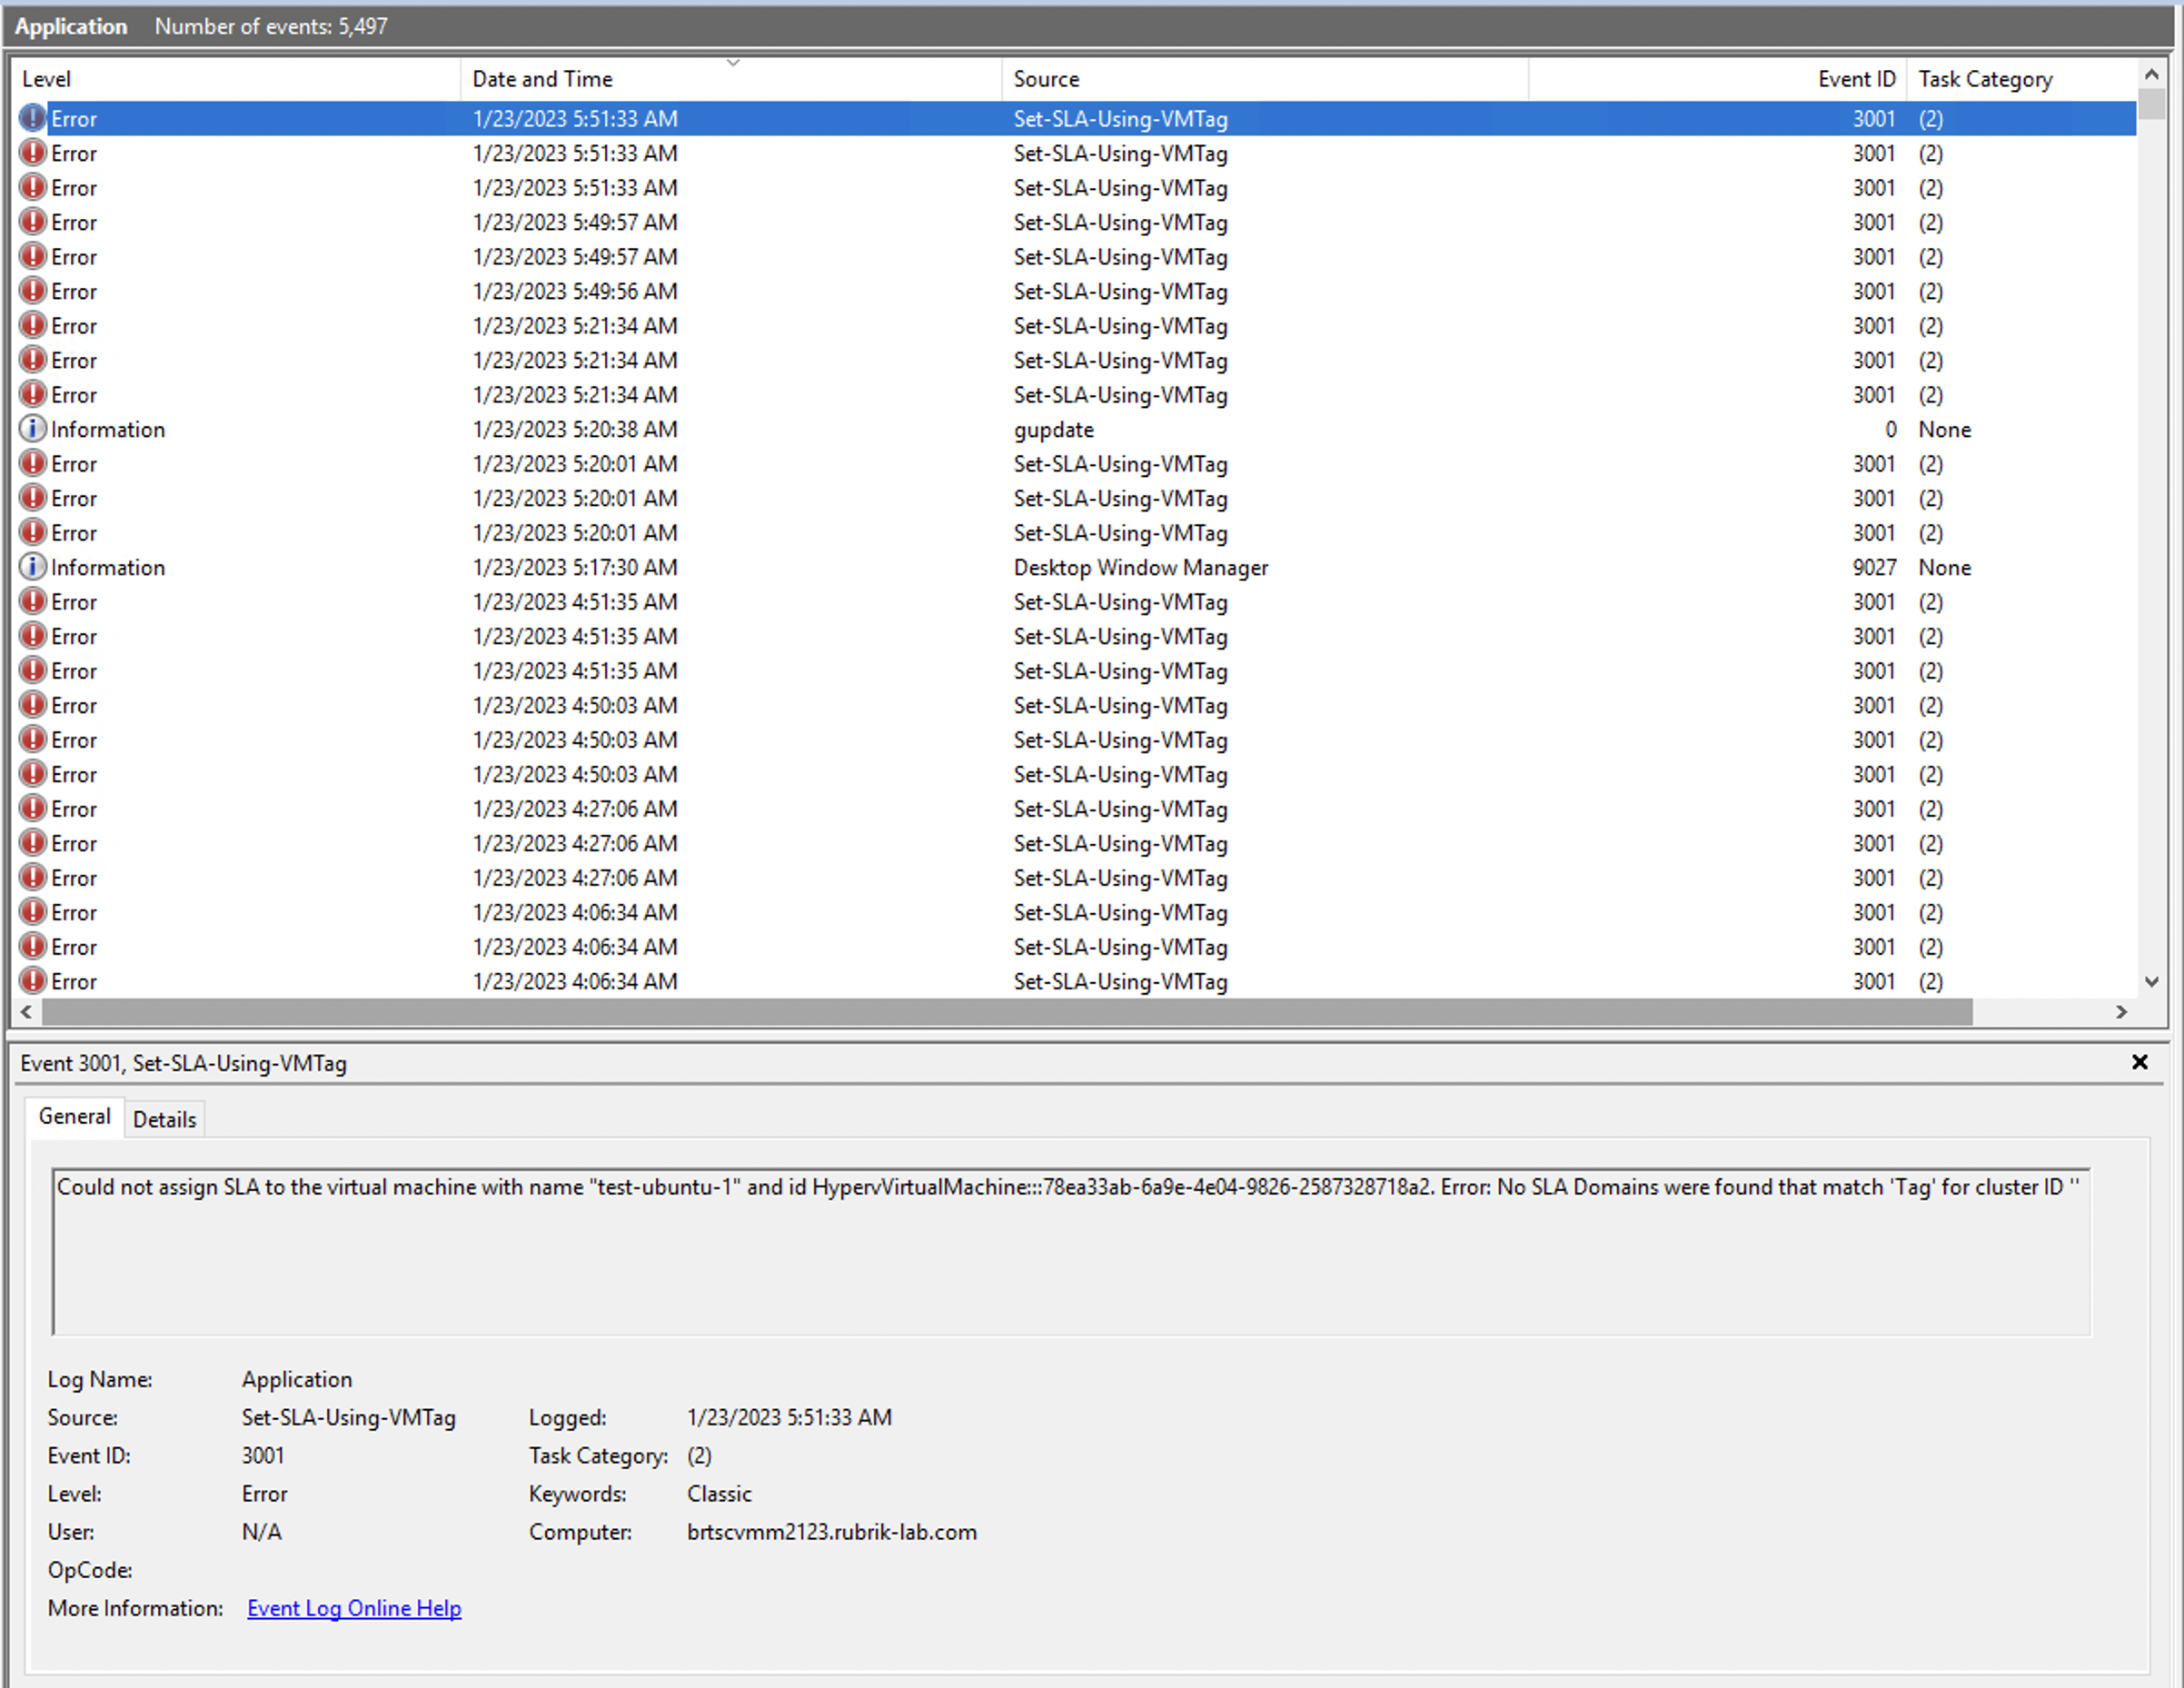 Application Number of events: 5,497
Level Date and Time Source Event ID Task Category
Error 1/23/2023 5:51:33 AM Set-SLA-Using-VMTag 3001 (2)
Error 1/23/2023 5:51:33 AM Set-SLA-Using-VMTag 3001 (2)
Error 1/23/2023 5:51:33 AM Set-SLA-Using-VMTag 3001 (2)
Error 1/23/2023 5:49:57 AM Set-SLA-Using-VMTag 3001 (2)
Error 1/23/2023 5:49:57 AM Set-SLA-Using-VMTag 3001 (2)
Error 1/23/2023 5:49:56 AM Set-SLA-Using-VMTag 3001 (2)
Error 1/23/2023 5:21:34 AM Set-SLA-Using-VMTag 3001 (2)
Error 1/23/2023 5:21:34 AM Set-SLA-Using-VMTag 3001 (2)
Error 1/23/2023 5:21:34 AM Set-SLA-Using-VMTag 3001 (2)
Information 1/23/2023 5:20:38 AM gupdate 0 None
Error 1/23/2023 5:20:01 AM Set-SLA-Using-VMTag 3001 (2)
Error 1/23/2023 5:20:01 AM Set-SLA-Using-VMTag 3001 (2)
Error 1/23/2023 5:20:01 AM Set-SLA-Using-VMTag 3001 (2)
Information 1/23/2023 5:17:30 AM Desktop Window Manager 9027 None
Error 1/23/2023 4:51:35 AM Set-SLA-Using-VMTag 3001 (2)
Error 1/23/2023 4:51:35 AM Set-SLA-Using-VMTag 3001 (2)
Error 1/23/2023 4:51:35 AM Set-SLA-Using-VMTag 3001 (2)
Error 1/23/2023 4:50:03 AM Set-SLA-Using-VMTag 3001 (2)
Error 1/23/2023 4:50:03 AM Set-SLA-Using-VMTag 3001 (2)
Error 1/23/2023 4:50:03 AM Set-SLA-Using-VMTag 3001 (2)
Error 1/23/2023 4:27:06 AM Set-SLA-Using-VMTag 3001 (2)
Error 1/23/2023 4:27:06 AM Set-SLA-Using-VMTag 3001 (2)
Error 1/23/2023 4:27:06 AM Set-SLA-Using-VMTag 3001 (2)
Error 1/23/2023 4:06:34 AM Set-SLA-Using-VMTag 3001 (2)
Error 1/23/2023 4:06:34 AM Set-SLA-Using-VMTag 3001 (2)
Error 1/23/2023 4:06:34 AM Set-SLA-Using-VMTag 3001 (2)
Event 3001, Set-SLA-Using-VMTag
General Details
Could not assign SLA to the virtual machine with name "test-ubuntu-1" and id HypervVirtualMachine:::78ea33ab-6a9e-4e04-9826-2587328718a2. Error: No SLA Domains were found that match 'Tag' for cluster ID ''
Log Name: Application
Source: Set-SLA-Using-VMTag Logged: 1/23/2023 5:51:33 AM
Event ID: 3001 Task Category: (2)
Level: Error Keywords: Classic
User: N/A Computer: brtscvmm2123.rubrik-lab.com
OpCode:
More Information: Event Log Online Help